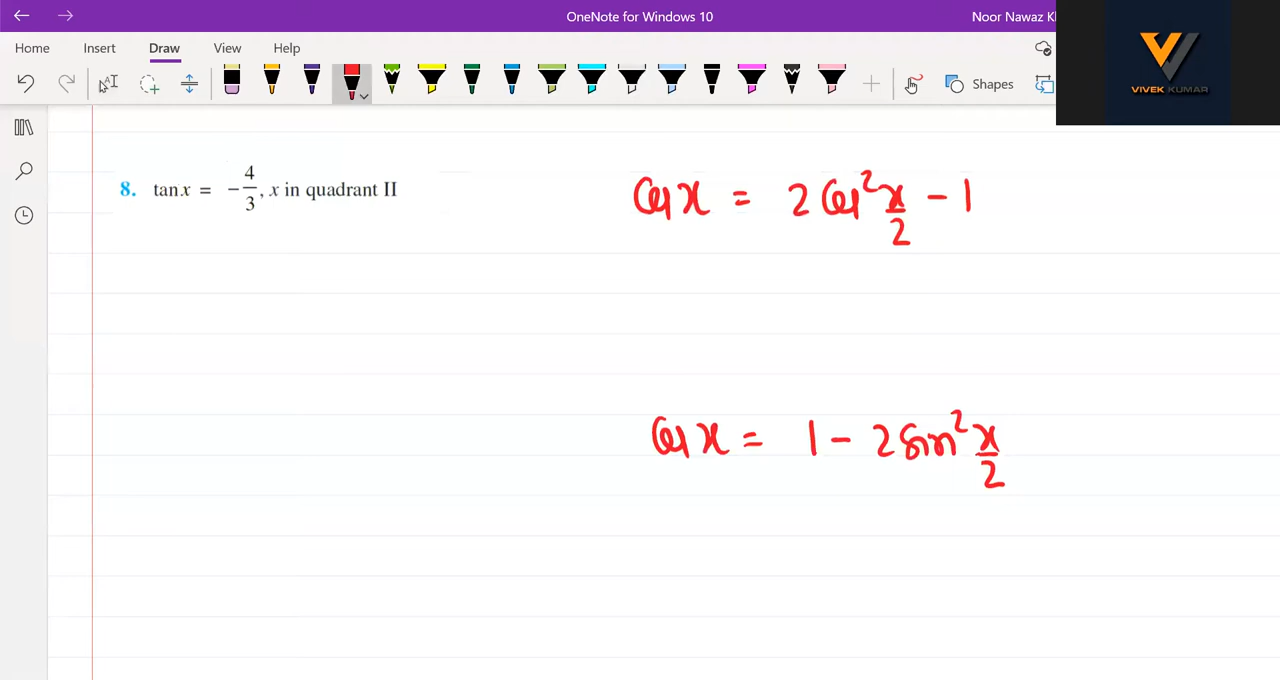 OneNote for Windows 10
Noor Nawaz Kl
Home Insert Draw View Help
Shapes
VIVEK KUMAR
8. tan x = -4/3, x in quadrant II
Cos x = 2 Cos² x/2 - 1
Cos x = 1 - 2 sin² x/2